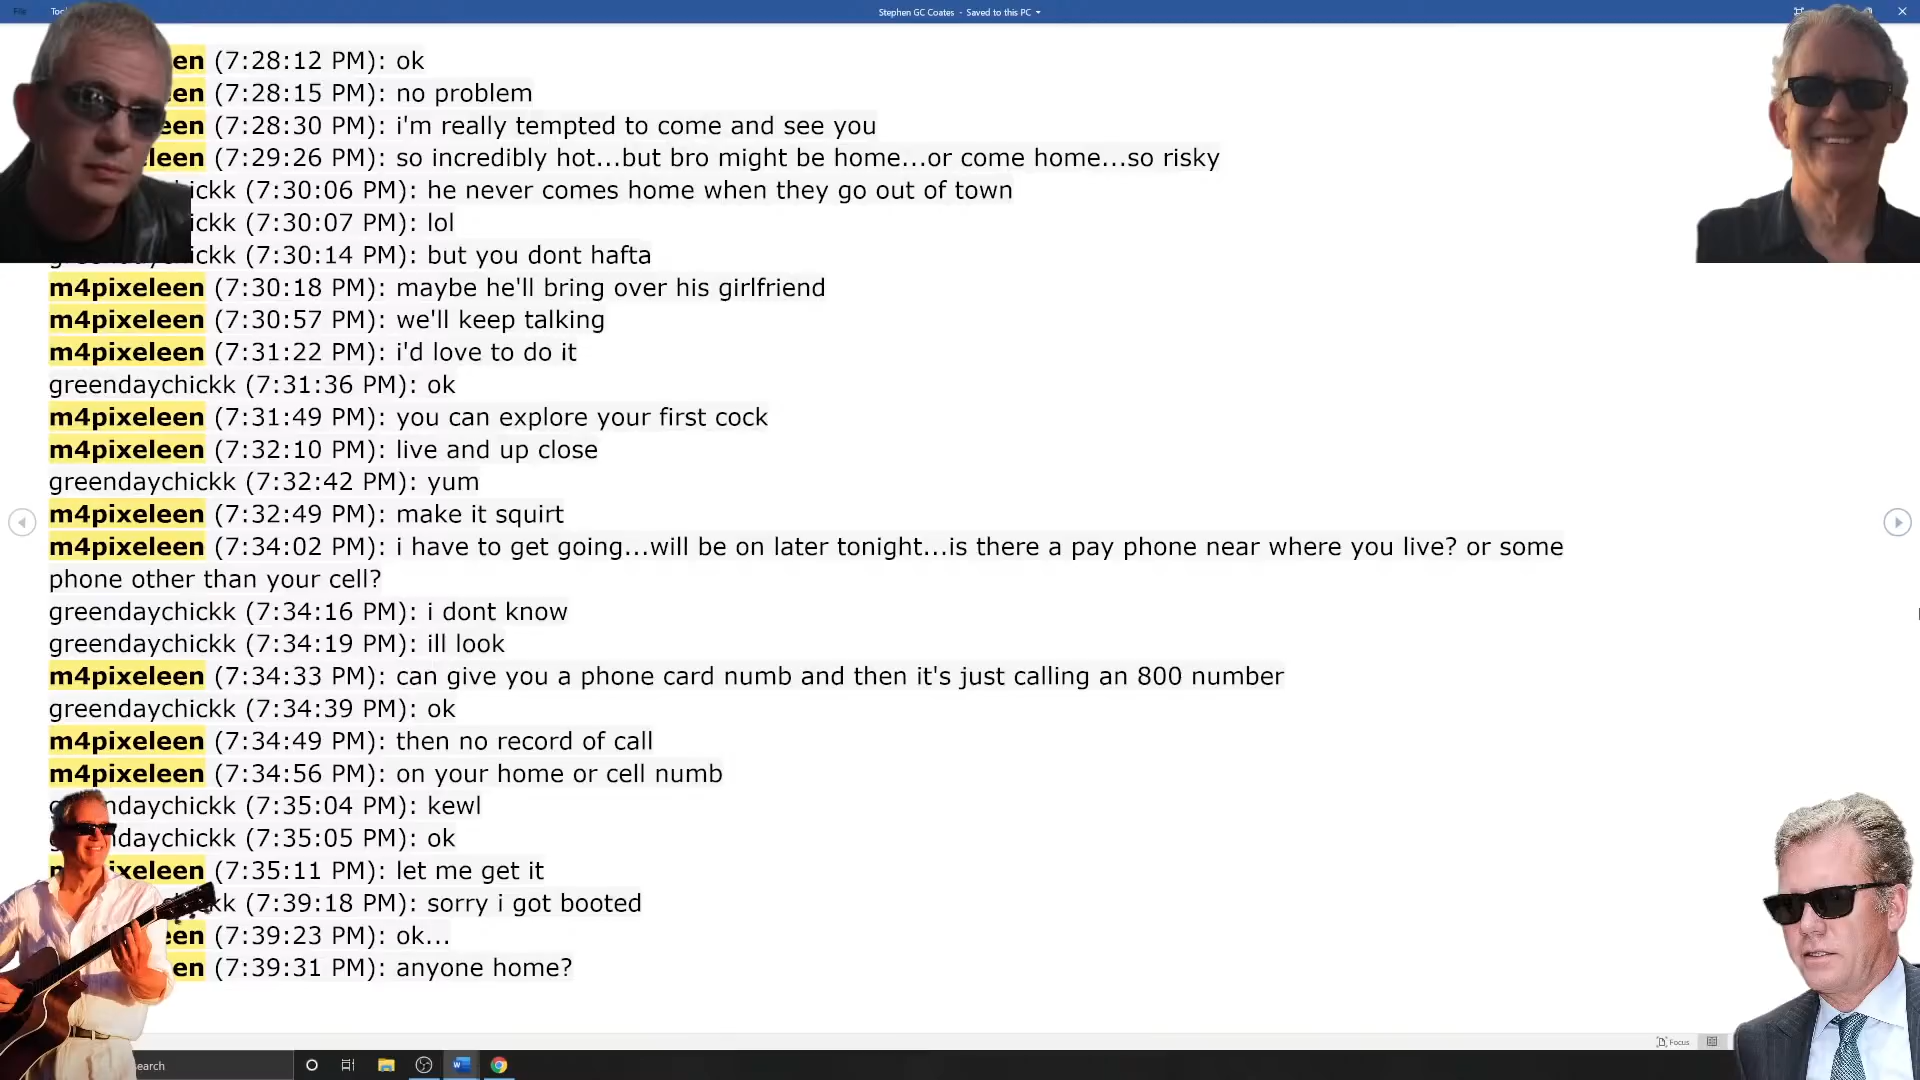 File Too Stephen GC Coates - Saved to this PC
en (7:28:12 PM): ok
een (7:28:15 PM): no problem
een (7:28:30 PM): i'm really tempted to come and see you
leen (7:29:26 PM): so incredibly hot...but bro might be home...or come home...so risky
ickk (7:30:06 PM): he never comes home when they go out of town
ickk (7:30:07 PM): lol
ickk (7:30:14 PM): but you dont hafta
m4pixeleen (7:30:18 PM): maybe he'll bring over his girlfriend
m4pixeleen (7:30:57 PM): we'll keep talking
m4pixeleen (7:31:22 PM): i'd love to do it
greendaychickk (7:31:36 PM): ok
m4pixeleen (7:31:49 PM): you can explore your first cock
m4pixeleen (7:32:10 PM): live and up close
greendaychickk (7:32:42 PM): yum
m4pixeleen (7:32:49 PM): make it squirt
m4pixeleen (7:34:02 PM): i have to get going...will be on later tonight...is there a pay phone near where you live? or some
phone other than your cell?
greendaychickk (7:34:16 PM): i dont know
greendaychickk (7:34:19 PM): ill look
m4pixeleen (7:34:33 PM): can give you a phone card numb and then it's just calling an 800 number
greendaychickk (7:34:39 PM): ok
m4pixeleen (7:34:49 PM): then no record of call
m4pixeleen (7:34:56 PM): on your home or cell numb
ndaychickk (7:35:04 PM): kewl
daychickk (7:35:05 PM): ok
ixeleen (7:35:11 PM): let me get it
kk (7:39:18 PM): sorry i got booted
een (7:39:23 PM): ok...
en (7:39:31 PM): anyone home?
Focus
earch